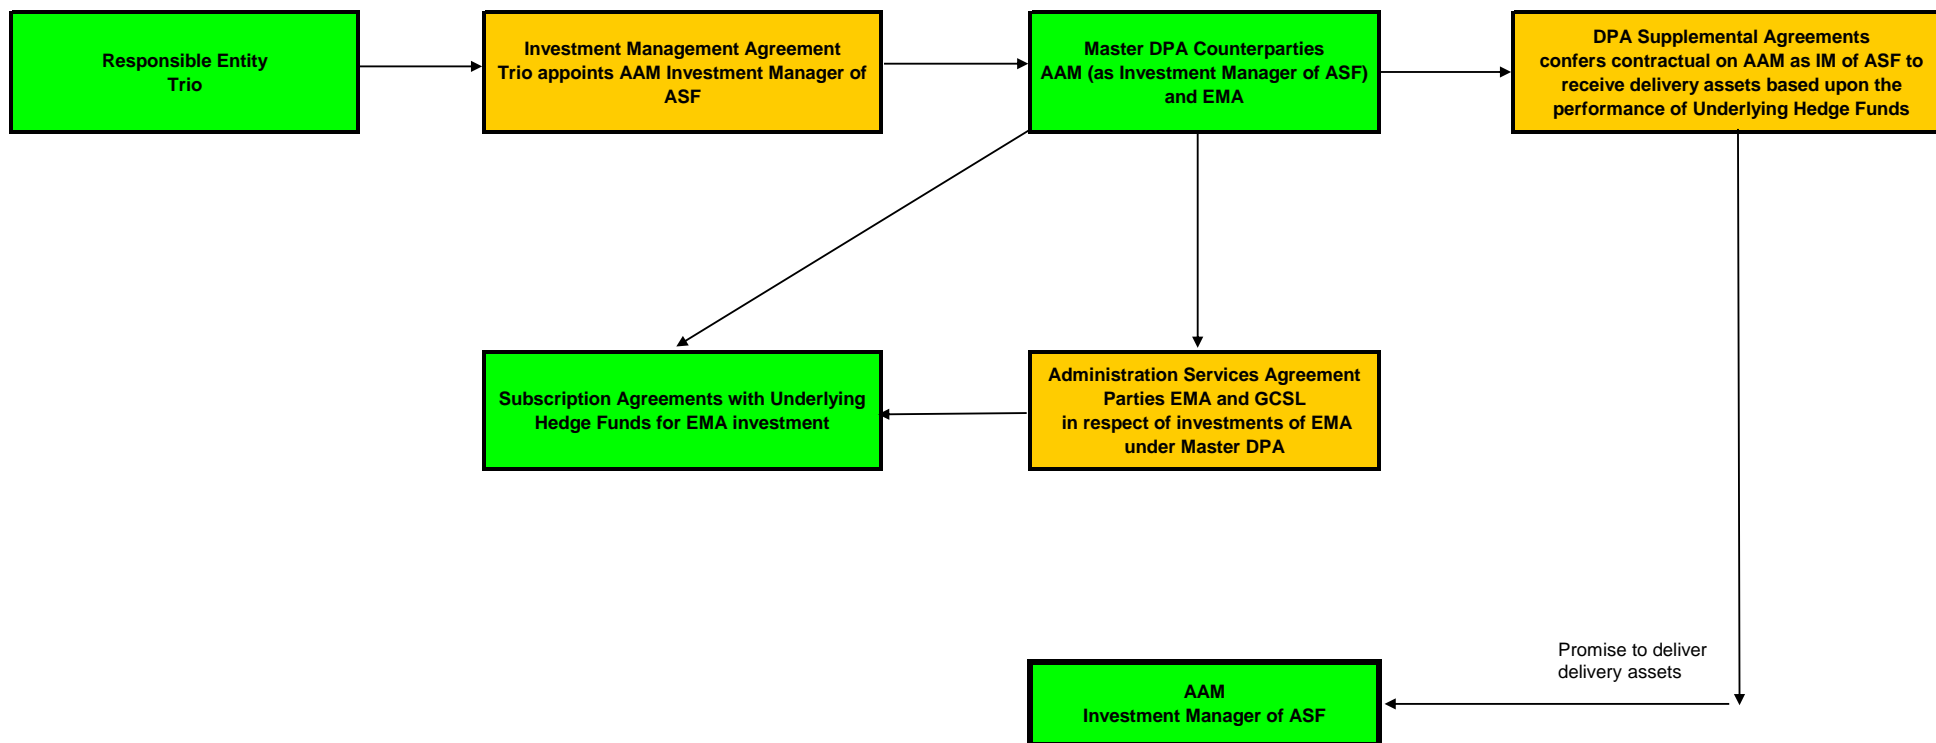 Responsible Entity
Trio
Investment Management Agreement
Trio appoints AAM Investment Manager of
ASF
Master DPA Counterparties
AAM (as Investment Manager of ASF)
and EMA
DPA Supplemental Agreements
confers contractual on AAM as IM of ASF to
receive delivery assets based upon the
performance of Underlying Hedge Funds
Subscription Agreements with Underlying
Hedge Funds for EMA investment
Administration Services Agreement
Parties EMA and GCSL
in respect of investments of EMA
under Master DPA
Promise to deliver
delivery assets
AAM
Investment Manager of ASF